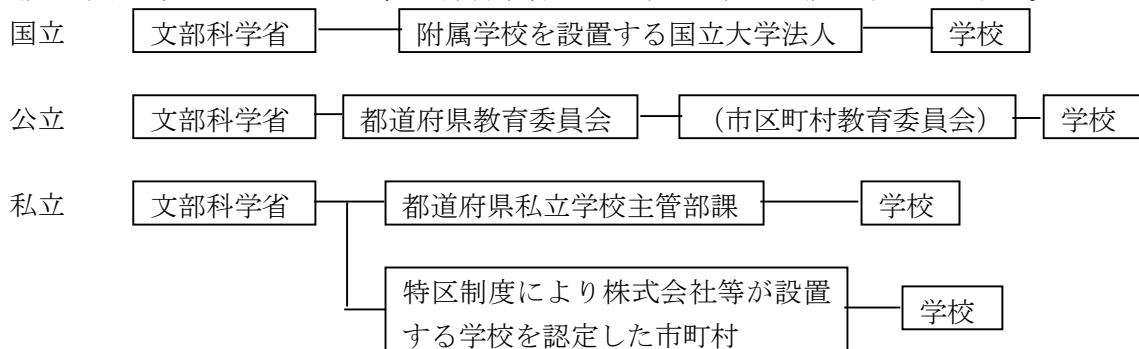 国立 文部科学省 附属学校を設置する国立大学法人 学校
公立 文部科学省 都道府県教育委員会 (市区町村教育委員会) 学校
私立 文部科学省 都道府県私立学校主管部課 学校
特区制度により株式会社等が設置
する学校を認定した市町村
学校